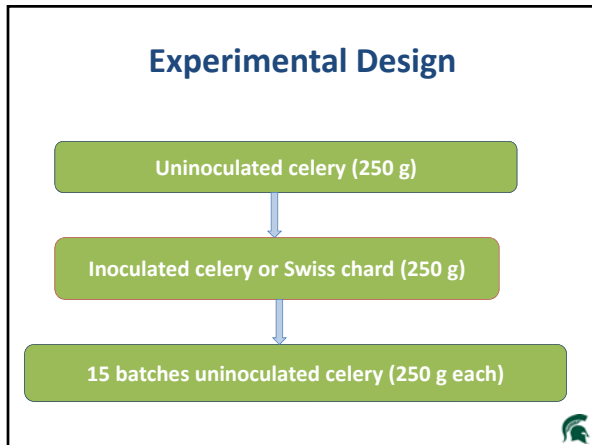 Experimental Design
Uninoculated celery (250 g)
Inoculated celery or Swiss chard (250 g)
15 batches uninoculated celery (250 g each)